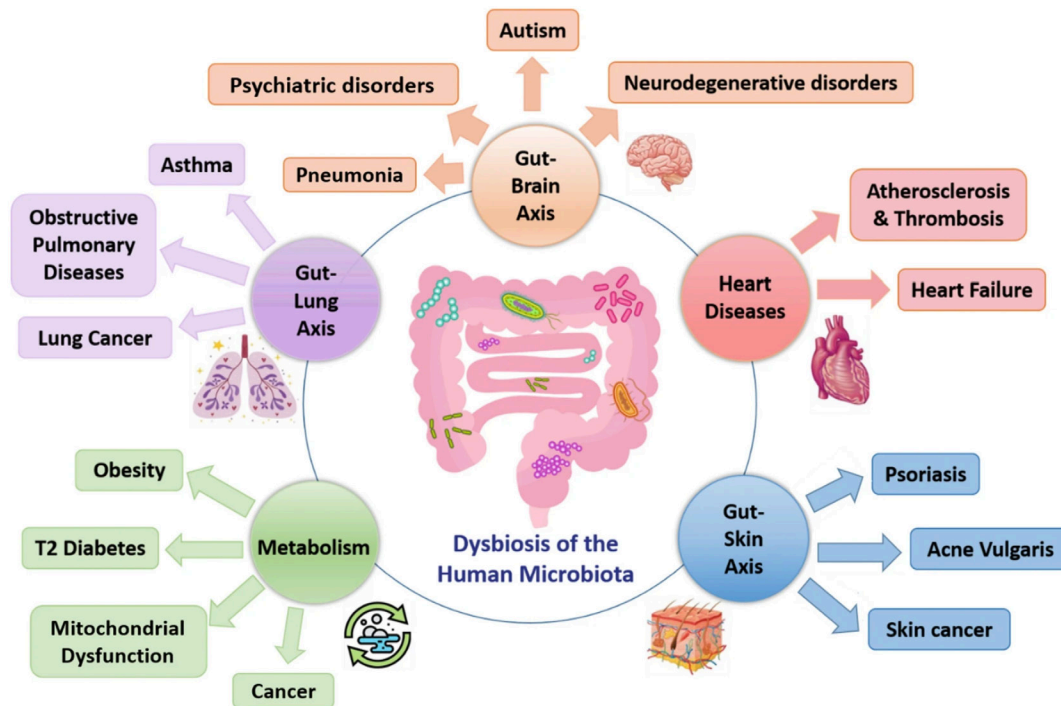 Autism
Psychiatric disorders
Neurodegenerative disorders
Pneumonia
Gut-
Brain
Axis
Asthma
Obstructive
Pulmonary
Diseases
Lung Cancer
Gut-
Lung
Axis
Heart
Diseases
Atherosclerosis
& Thrombosis
Heart Failure
Obesity
T2 Diabetes
Mitochondrial
Dysfunction
Cancer
Metabolism
Dysbiosis of the
Human Microbiota
Gut-
Skin
Axis
Psoriasis
Acne Vulgaris
Skin cancer